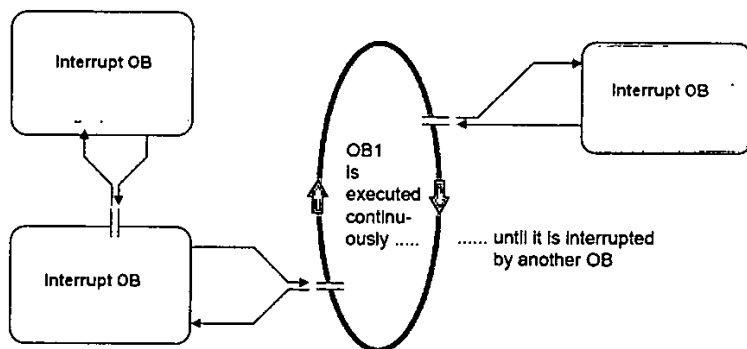 Interrupt OB
Interrupt OB
OB1
is
executed
continu-
ously ..... ...... until it is interrupted
by another OB
Interrupt OB